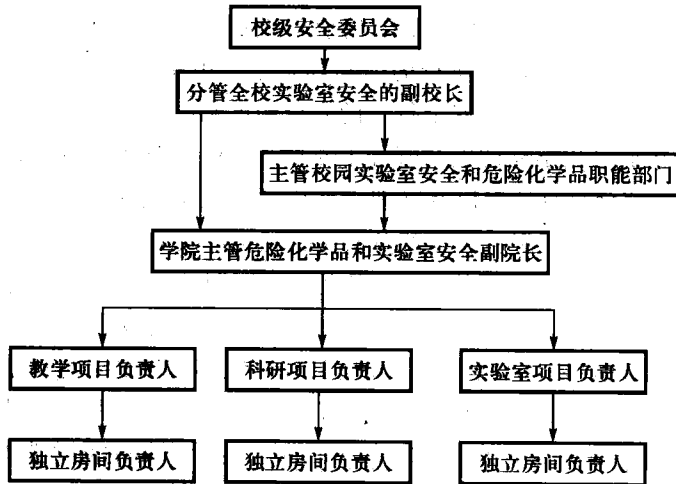 校级安全委员会
分管全校实验室安全的副校长
主管校园实验室安全和危险化学品职能部门
学院主管危险化学品和实验室安全副院长
教学项目负责人
科研项目负责人
实验室项目负责人
独立房间负责人
独立房间负责人
独立房间负责人